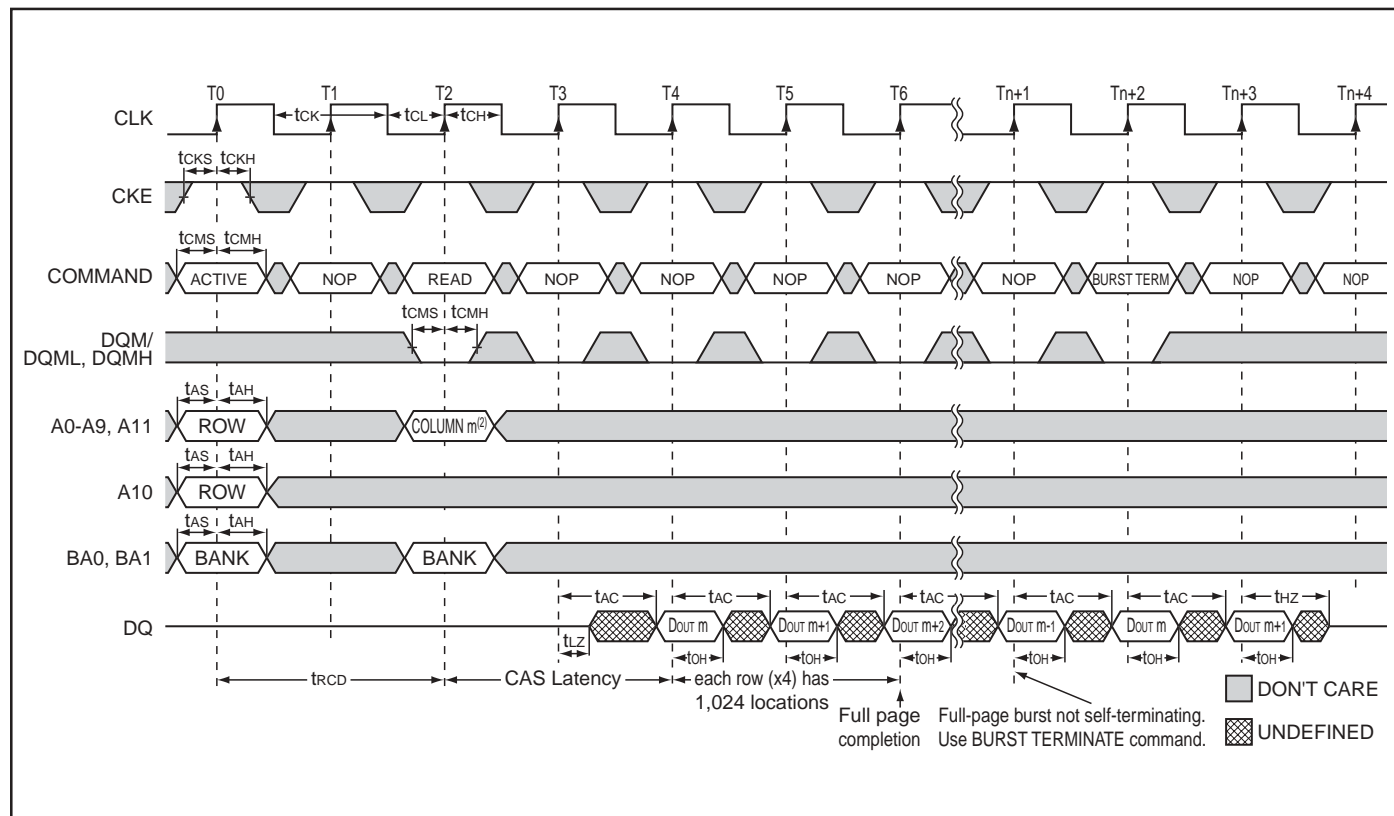 T0 T1 T2 T3 T4 T5 T6 Tn+1 Tn+2 Tn+3 Tn+4
CLK tCK tCL tCH
tCKS tCKH
CKE
tCMS tCMH
COMMAND ACTIVE NOP READ NOP NOP NOP NOP NOP BURST TERM NOP NOP
tCMS tCMH
DQM/
DQML, DQMH
tAS tAH
A0-A9, A11 ROW COLUMN m(2)
tAS tAH
A10 ROW
tAS tAH
BA0, BA1 BANK BANK
tAC tAC tAC tAC tAC tAC tHZ
DQ DOUT m DOUT m+1 DOUT m+2 DOUT m-1 DOUT m DOUT m+1
tLZ tOH tOH tOH tOH tOH tOH
tRCD CAS Latency each row (x4) has
1,024 locations
DON'T CARE
Full page Full-page burst not self-terminating.
completion Use BURST TERMINATE command.
UNDEFINED